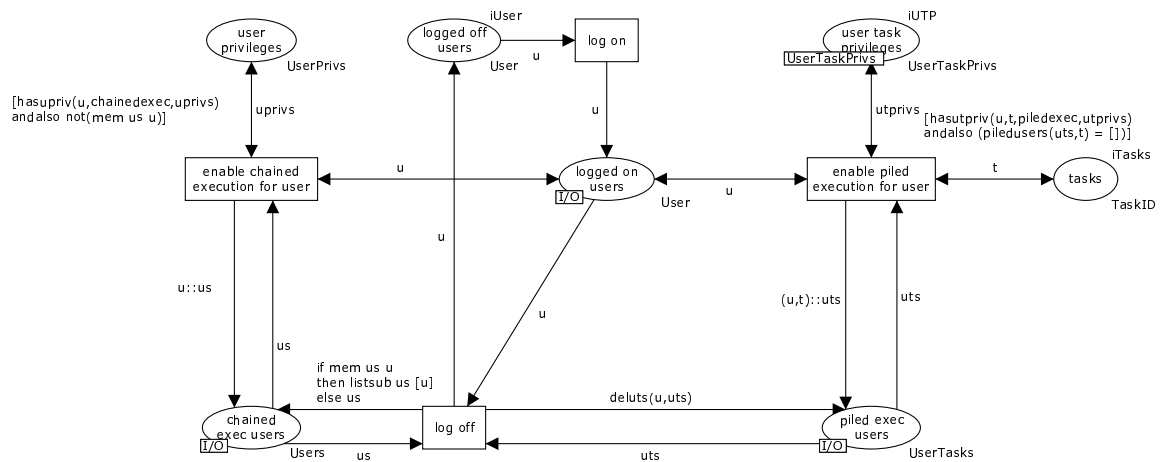 iUser
iUTP
user
privileges
UserPrivs
logged off
users
User
u
log on
user task
privileges
UserTaskPrivs
UserTaskPrivs
[hasupriv(u,chainedexec,uprivs)
andalso not(mem us u)]
uprivs
u
utprivs
[hasutpriv(u,t,piledexec,utprivs)
andalso (piledusers(uts,t) = [])]
iTasks
enable chained
execution for user
u
logged on
users
I/O
User
u
enable piled
execution for user
t
tasks
TaskID
u
u::us
us
u
(u,t)::uts
uts
if mem us u
then listsub us [u]
else us
deluts(u,uts)
chained
exec users
I/O
Users
us
log off
uts
piled exec
users
I/O
UserTasks